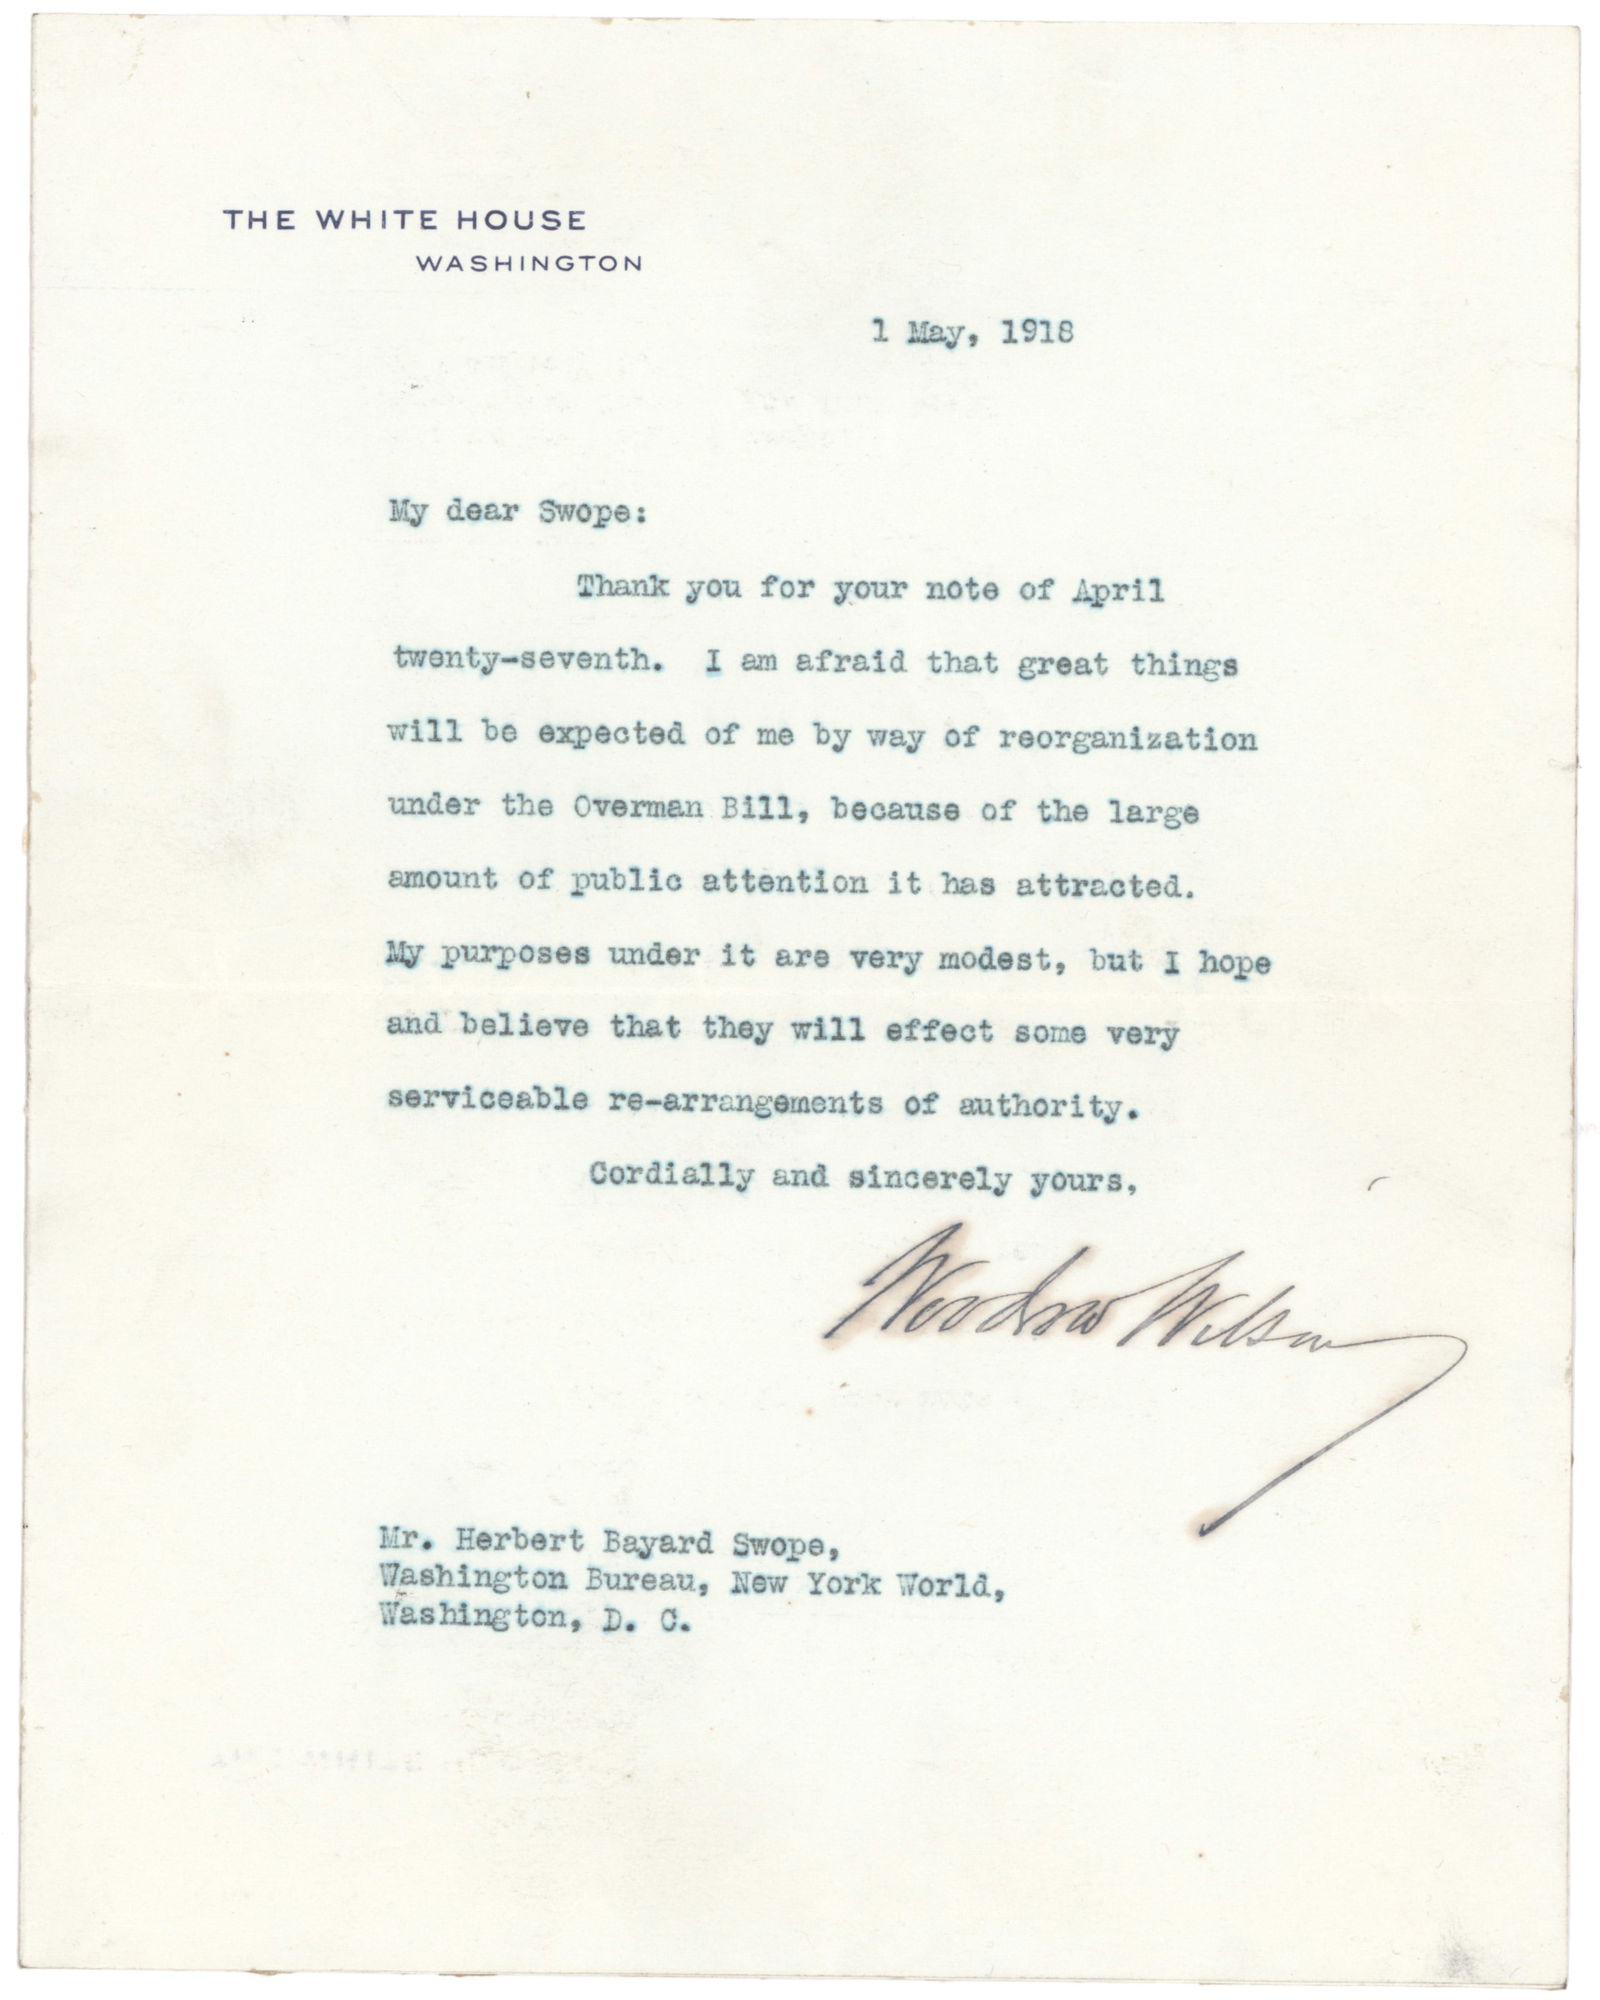 THE WHITE HOUSE
WASHINGTON
1 May, 1918
My dear Swope:
Thank you for your note of April
twenty-seventh. I am afraid that great things
will be expected of me by way of reorganization
under the Overman Bill, because of the large
amount of public attention it has attracted.
My purposes under it are very modest, but I hope
and believe that they will effect some very
serviceable re-arrangements of authority.
Cordially and sincerely yours,
Woodrow Wilson
Mr. Herbert Bayard Swope,
Washington Bureau, New York World,
Washington, D. C.